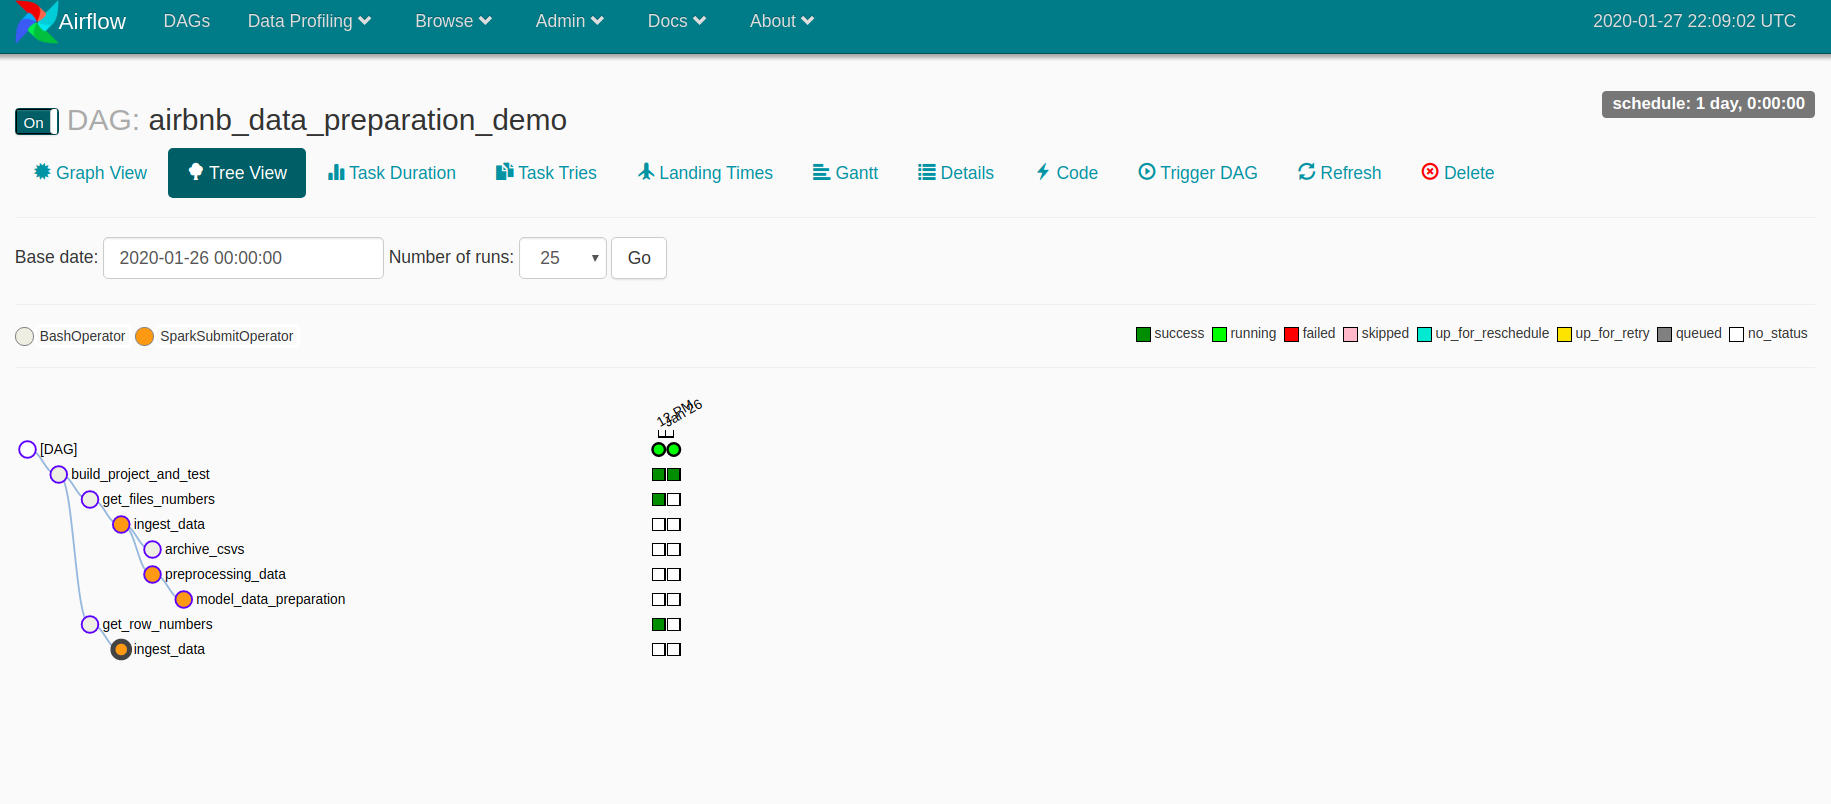 Airflow DAGs Data Profiling Browse Admin Docs About 2020-01-27 22:09:02 UTC
schedule: 1 day, 0:00:00
On DAG: airbnb_data_preparation_demo
Graph View Tree View Task Duration Task Tries Landing Times Gantt Details Code Trigger DAG Refresh Delete
Base date: 2020-01-26 00:00:00 Number of runs: 25 Go
BashOperator SparkSubmitOperator success running failed skipped up_for_reschedule up_for_retry queued no_status
12 PM
Jan 26
[DAG]
build_project_and_test
get_files_numbers
ingest_data
archive_csvs
preprocessing_data
model_data_preparation
get_row_numbers
ingest_data